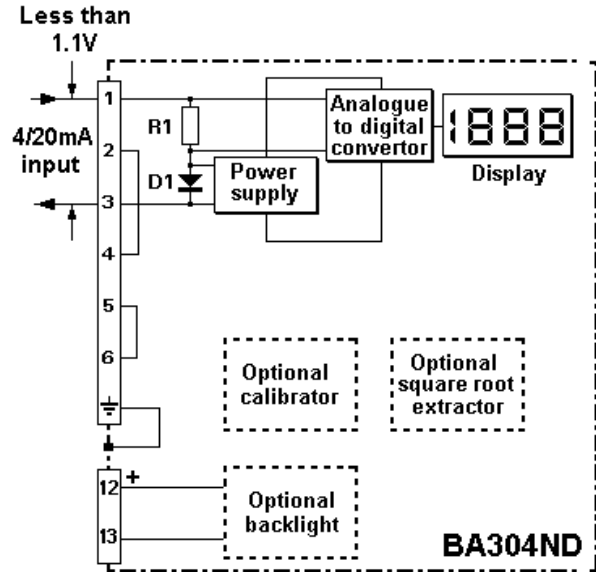 Less than
1.1V
1
4/20mA
input
2
3
4
5
6
12
+
13
R1
D1
Power
supply
Analogue
to digital
convertor
1888
Display
Optional
calibrator
Optional
square root
extractor
Optional
backlight
BA304ND